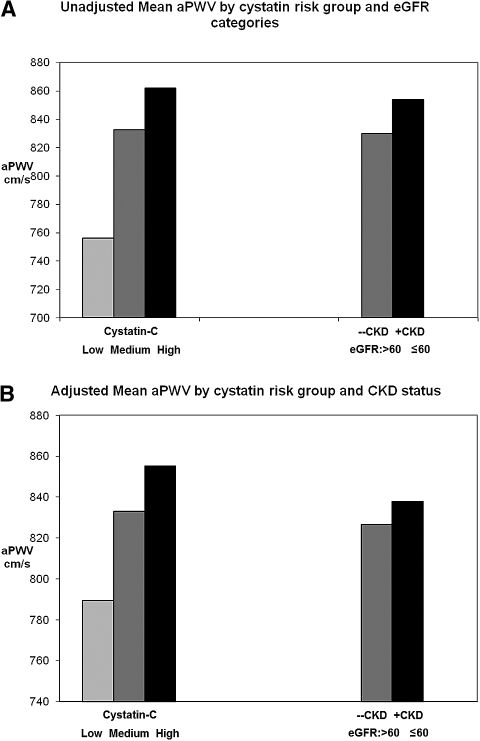 A
Unadjusted Mean aPWV by cystatin risk group and eGFR
categories
880
860
840
820
800
780
760
740
720
700
aPWV
cm/s
Cystatin-C
Low Medium High
--CKD +CKD
eGFR:>60 ≤60
B
Adjusted Mean aPWV by cystatin risk group and CKD status
880
860
840
820
800
780
760
740
aPWV
cm/s
Cystatin-C
Low Medium High
--CKD +CKD
eGFR:>60 ≤60